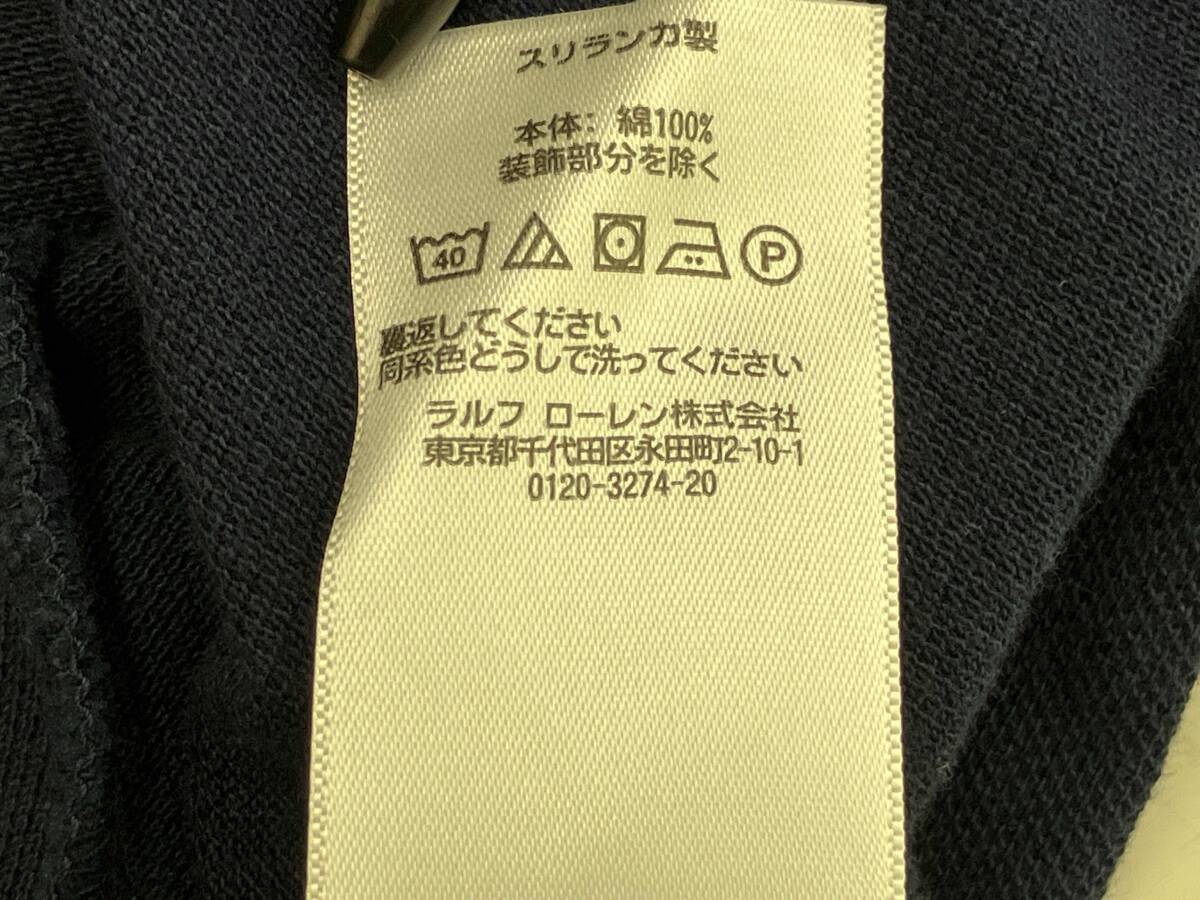 スリランカ製
本体: 綿100%
装飾部分を除く
40 P
裏返してください
同系色どうしで洗ってください
ラルフ ローレン株式会社
東京都千代田区永田町2-10-1
0120-3274-20